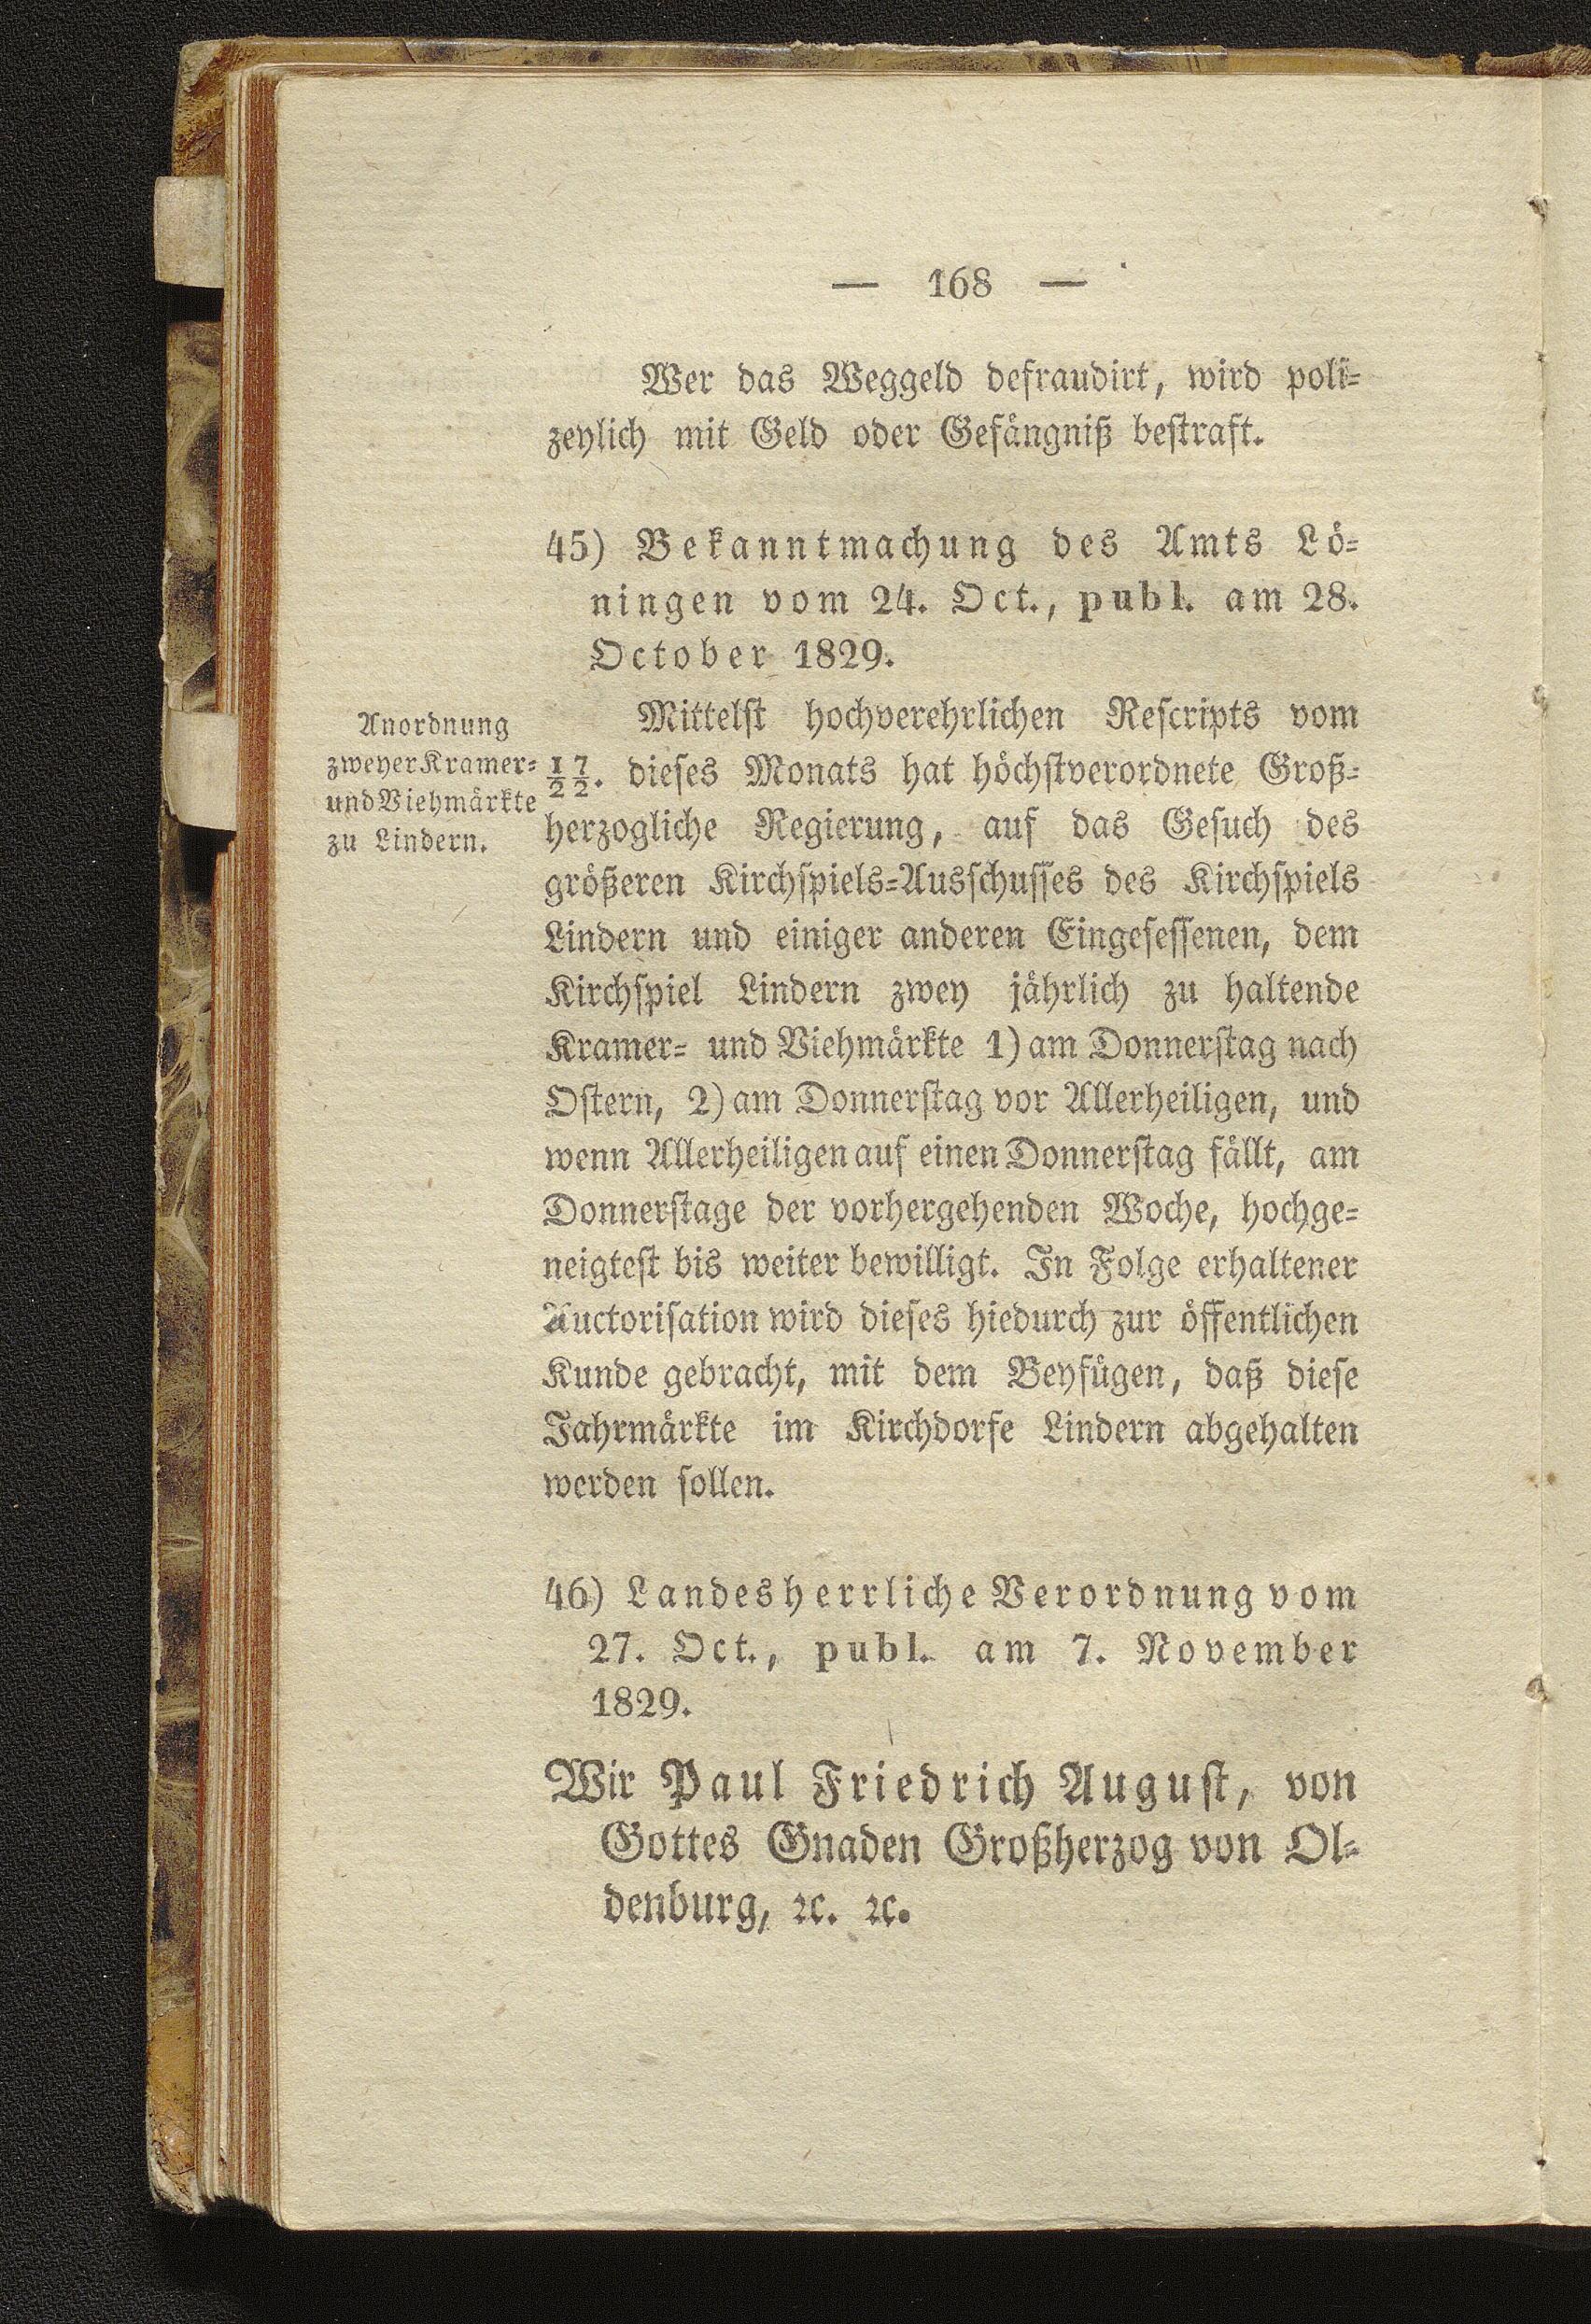 — 168 —
Wer das Weggeld defraudirt, wird poli=
zeylich mit Geld oder Gefängniß bestraft.
45) Bekanntmachung des Amts Lö=
ningen vom 24. Oct., publ. am 28.
October 1829.
Anordnung
zweyer Kramer=
und Viehmärkte
zu Lindern.
Mittelst hochverehrlichen Rescripts vom
17/22. dieses Monats hat höchstverordnete Groß=
herzogliche Regierung, auf das Gesuch des
größeren Kirchspiels=Ausschusses des Kirchspiels
Lindern und einiger anderen Eingesessenen, dem
Kirchspiel Lindern zwey jährlich zu haltende
Kramer= und Viehmärkte 1) am Donnerstag nach
Ostern, 2) am Donnerstag vor Allerheiligen, und
wenn Allerheiligen auf einen Donnerstag fällt, am
Donnerstage der vorhergehenden Woche, hochge=
neigtest bis weiter bewilligt. In Folge erhaltener
Auctorisation wird dieses hiedurch zur öffentlichen
Kunde gebracht, mit dem Beyfügen, daß diese
Jahrmärkte im Kirchdorfe Lindern abgehalten
werden sollen.
46) Landesherrliche Verordnung vom
27. Oct., publ. am 7. November
1829.
Wir Paul Friedrich August, von
Gottes Gnaden Großherzog von Ol=
denburg, ꝛc. ꝛc.